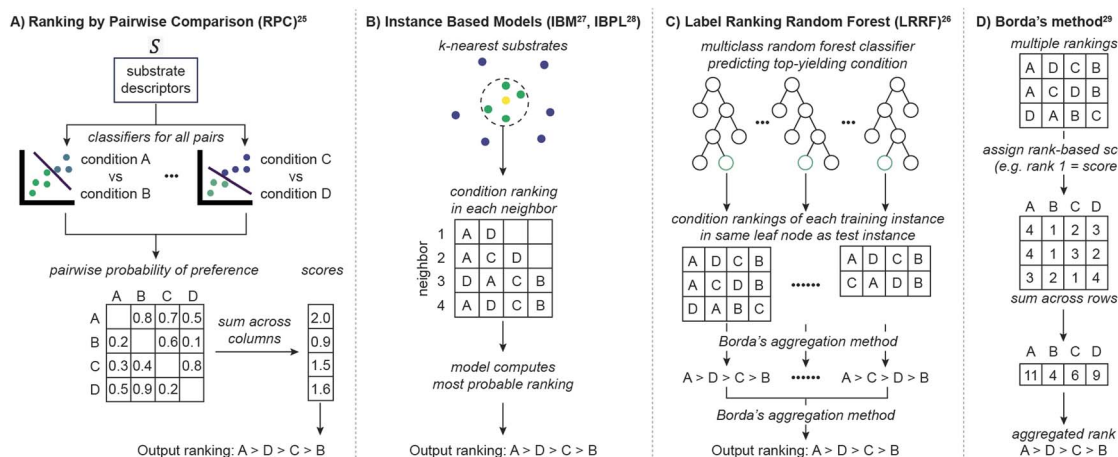 A) Ranking by Pairwise Comparison (RPC)²⁵
S
substrate
descriptors
classifiers for all pairs
condition A
vs
condition B
•••
condition C
vs
condition D
pairwise probability of preference
scores
A B C D
A 0.8 0.7 0.5
B 0.2 0.6 0.1
C 0.3 0.4 0.8
D 0.5 0.9 0.2
sum across
columns
2.0
0.9
1.5
1.6
Output ranking: A > D > C > B
B) Instance Based Models (IBM²⁷, IBPL²⁸)
k-nearest substrates
condition ranking
in each neighbor
neighbor
1 A D
2 A C D
3 D A C B
4 A D C B
model computes
most probable ranking
Output ranking: A > D > C > B
C) Label Ranking Random Forest (LRRF)²⁶
multiclass random forest classifier
predicting top-yielding condition
••• •••
condition rankings of each training instance
in same leaf node as test instance
A D C B
A C D B
D A B C
••••••
A D C B
C A D B
Borda's aggregation method
A > D > C > B •••••• A > C > D > B
Borda's aggregation method
Output ranking: A > D > C > B
D) Borda's method²⁹
multiple rankings
A D C B
A C D B
D A B C
assign rank-based sc
(e.g. rank 1 = score
A B C D
4 1 2 3
4 1 3 2
3 2 1 4
sum across rows
A B C D
11 4 6 9
aggregated rank
A > D > C > B